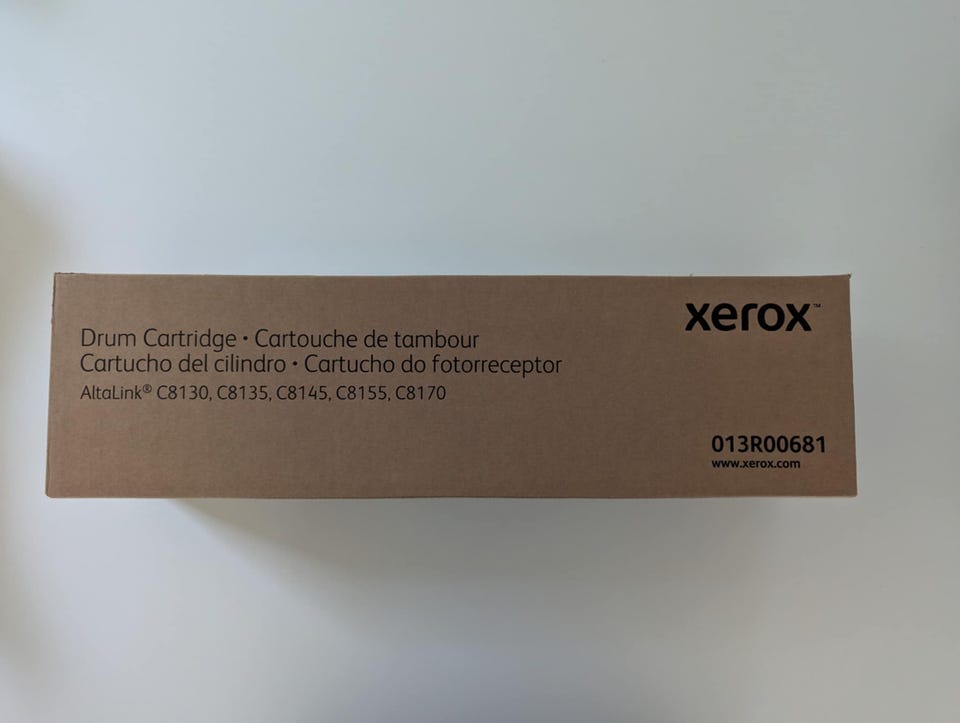 xerox™
Drum Cartridge • Cartouche de tambour
Cartucho del cilindro • Cartucho do fotorreceptor
AltaLink® C8130, C8135, C8145, C8155, C8170
013R00681
www.xerox.com